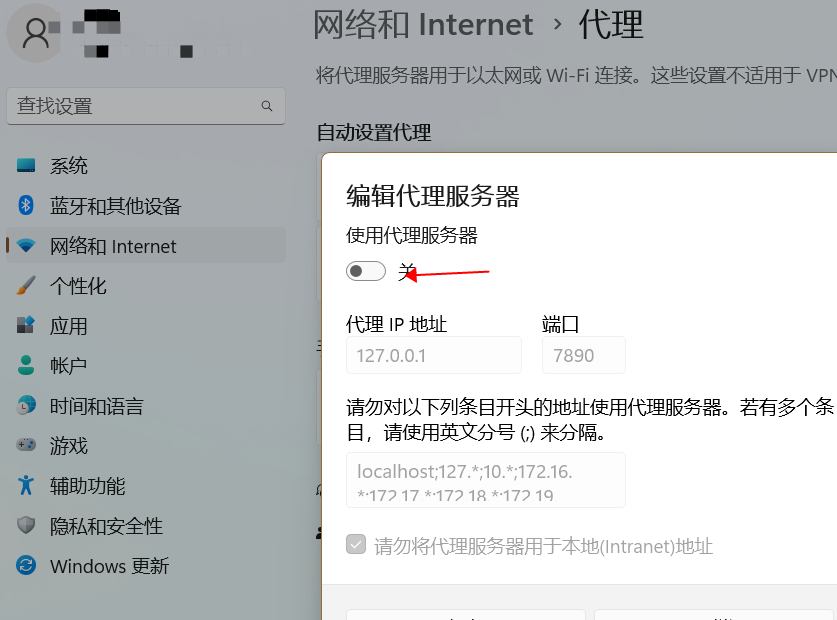 网络和 Internet › 代理
将代理服务器用于以太网或 Wi-Fi 连接。这些设置不适用于 VPN
查找设置
自动设置代理
系统
蓝牙和其他设备
网络和 Internet
个性化
应用
帐户
时间和语言
游戏
辅助功能
隐私和安全性
Windows 更新
编辑代理服务器
使用代理服务器
关
代理 IP 地址
端口
127.0.0.1
7890
请勿对以下列条目开头的地址使用代理服务器。若有多个条
目，请使用英文分号 (;) 来分隔。
localhost;127.*;10.*;172.16.
*;172.17.*;172.18.*;172.19
请勿将代理服务器用于本地(Intranet)地址